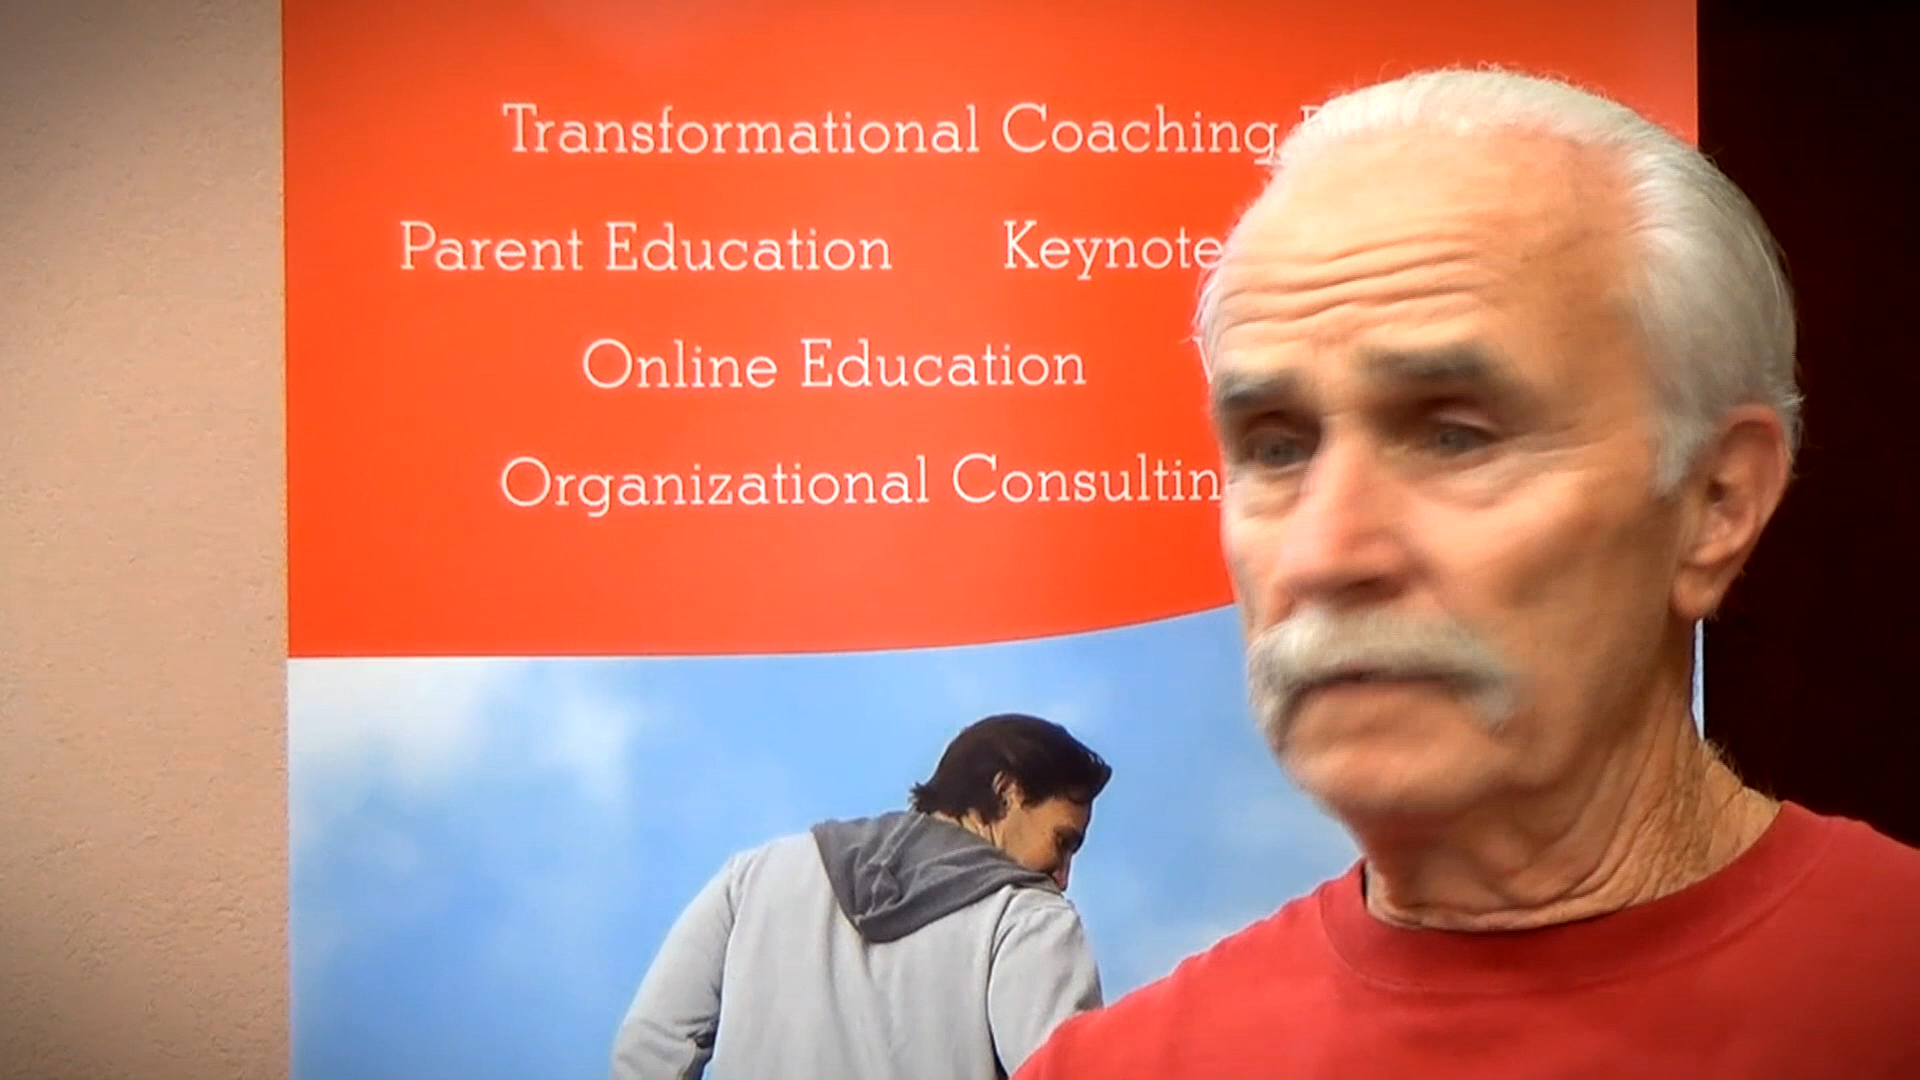 Transformational Coaching
Parent Education Keynote
Online Education
Organizational Consultin